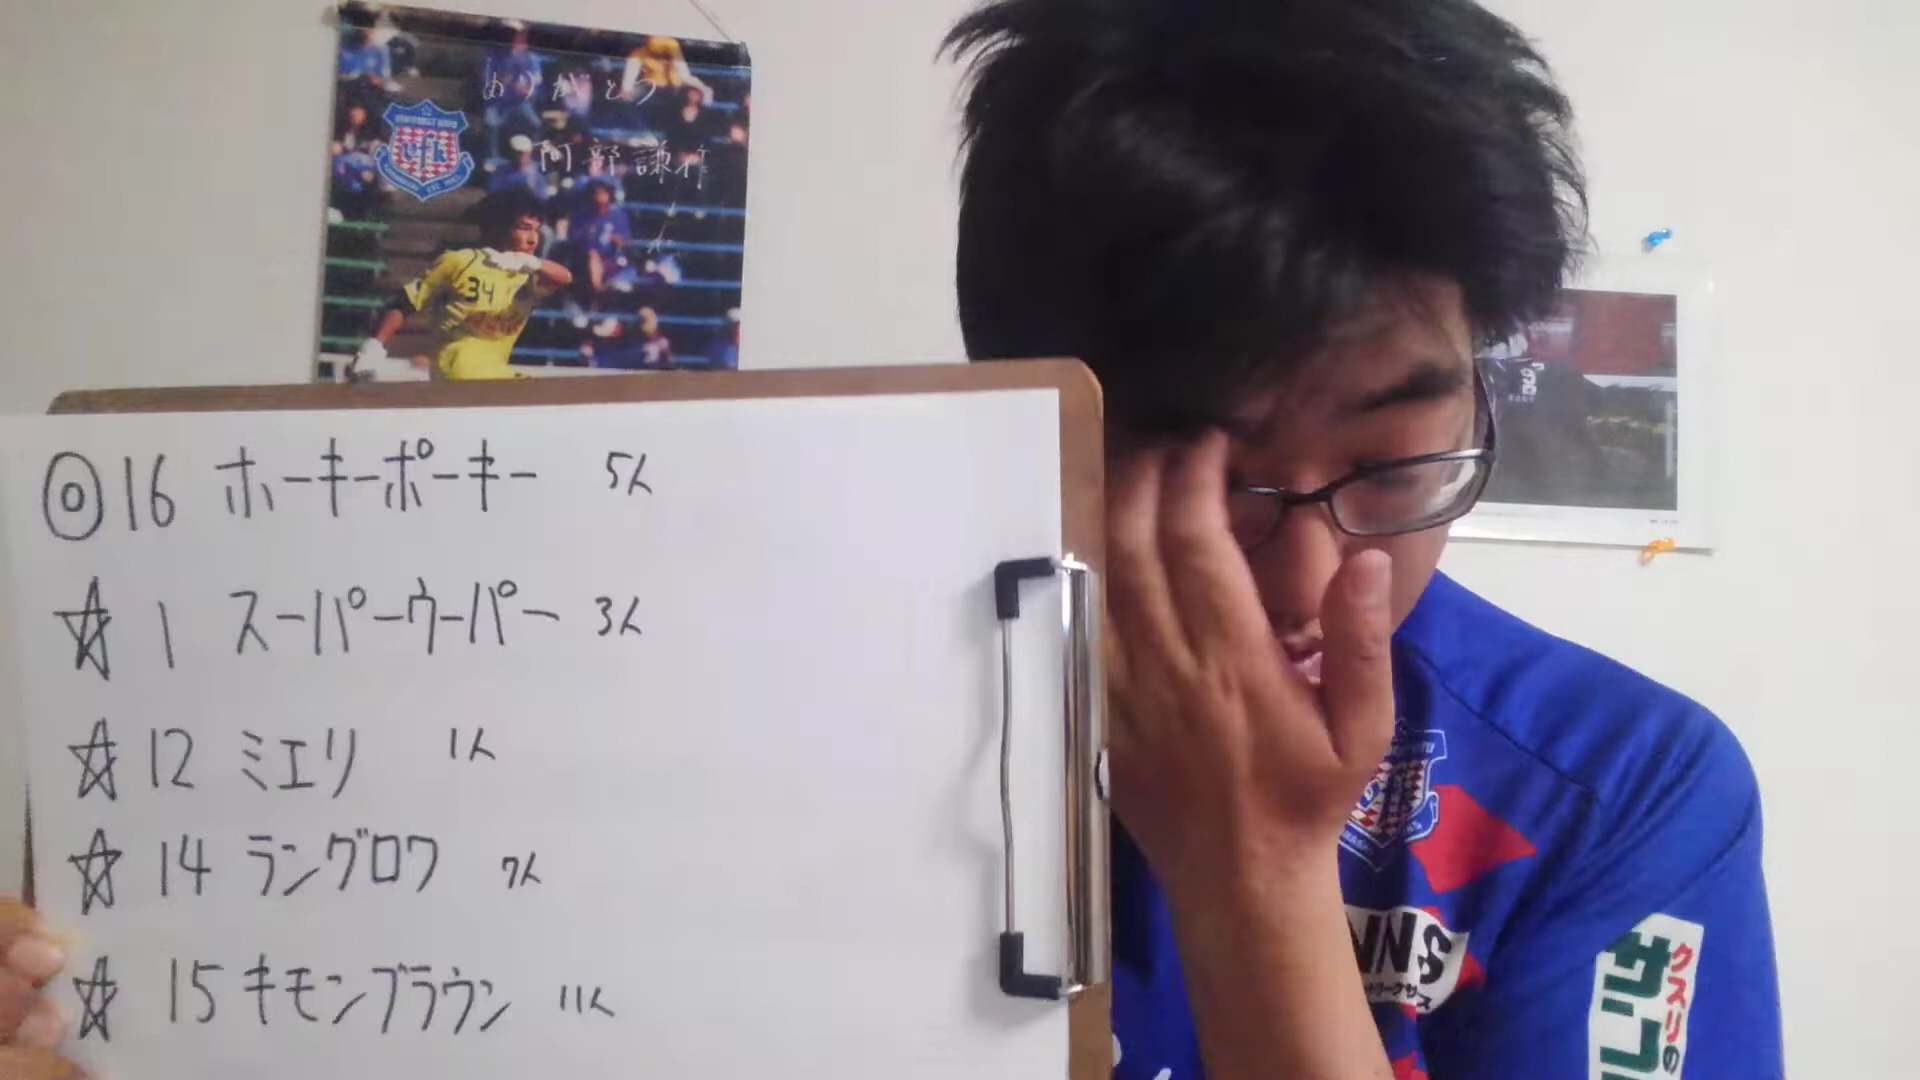 ありがとう
阿部謙作
34
◎16 ホーキーポーキー 5人
☆ 1 スーパーウーパー 3人
☆ 12 ミエリ 1人
☆ 14 ラングロワ 7人
☆ 15 キモンブラウン 11人
NNS
クスリの
サン